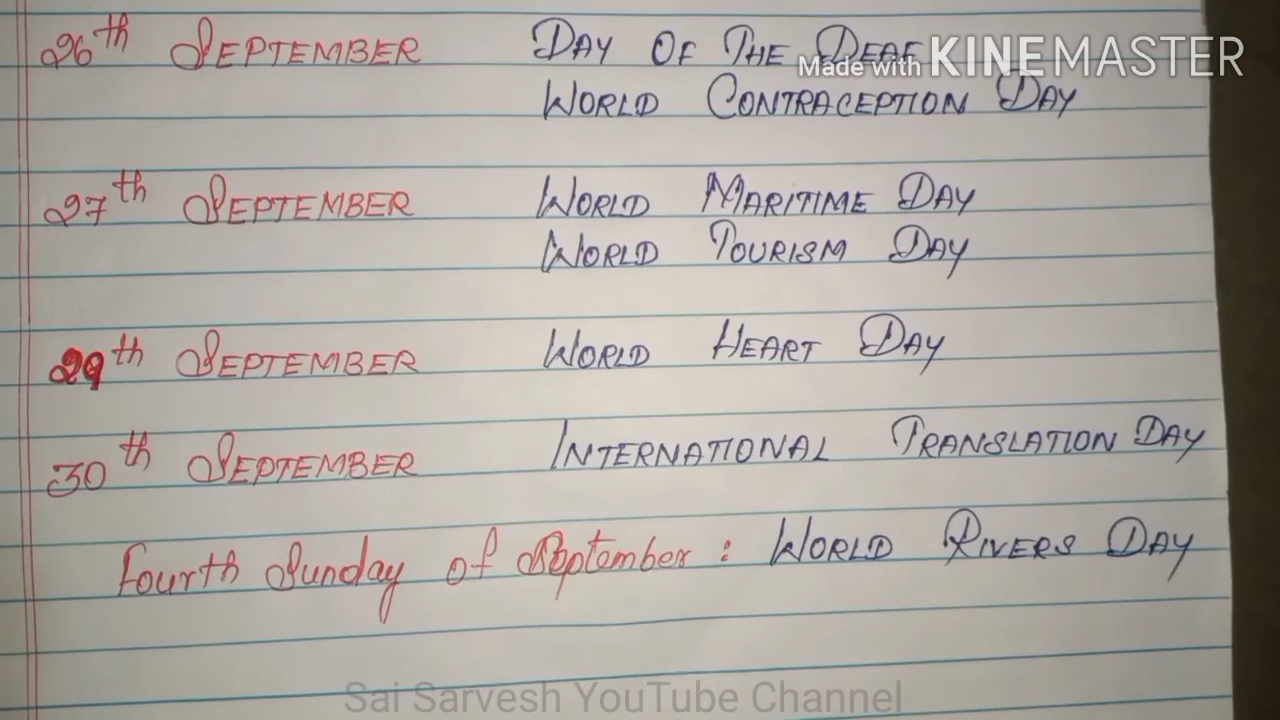 26th SEPTEMBER DAY OF THE DEAF
Made with KINEMASTER
WORLD CONTRACEPTION DAY
27th SEPTEMBER WORLD MARITIME DAY
WORLD TOURISM DAY
29th SEPTEMBER WORLD HEART DAY
30th SEPTEMBER INTERNATIONAL TRANSLATION DAY
Fourth Sunday of September : WORLD RIVERS DAY
Sai Sarvesh YouTube Channel